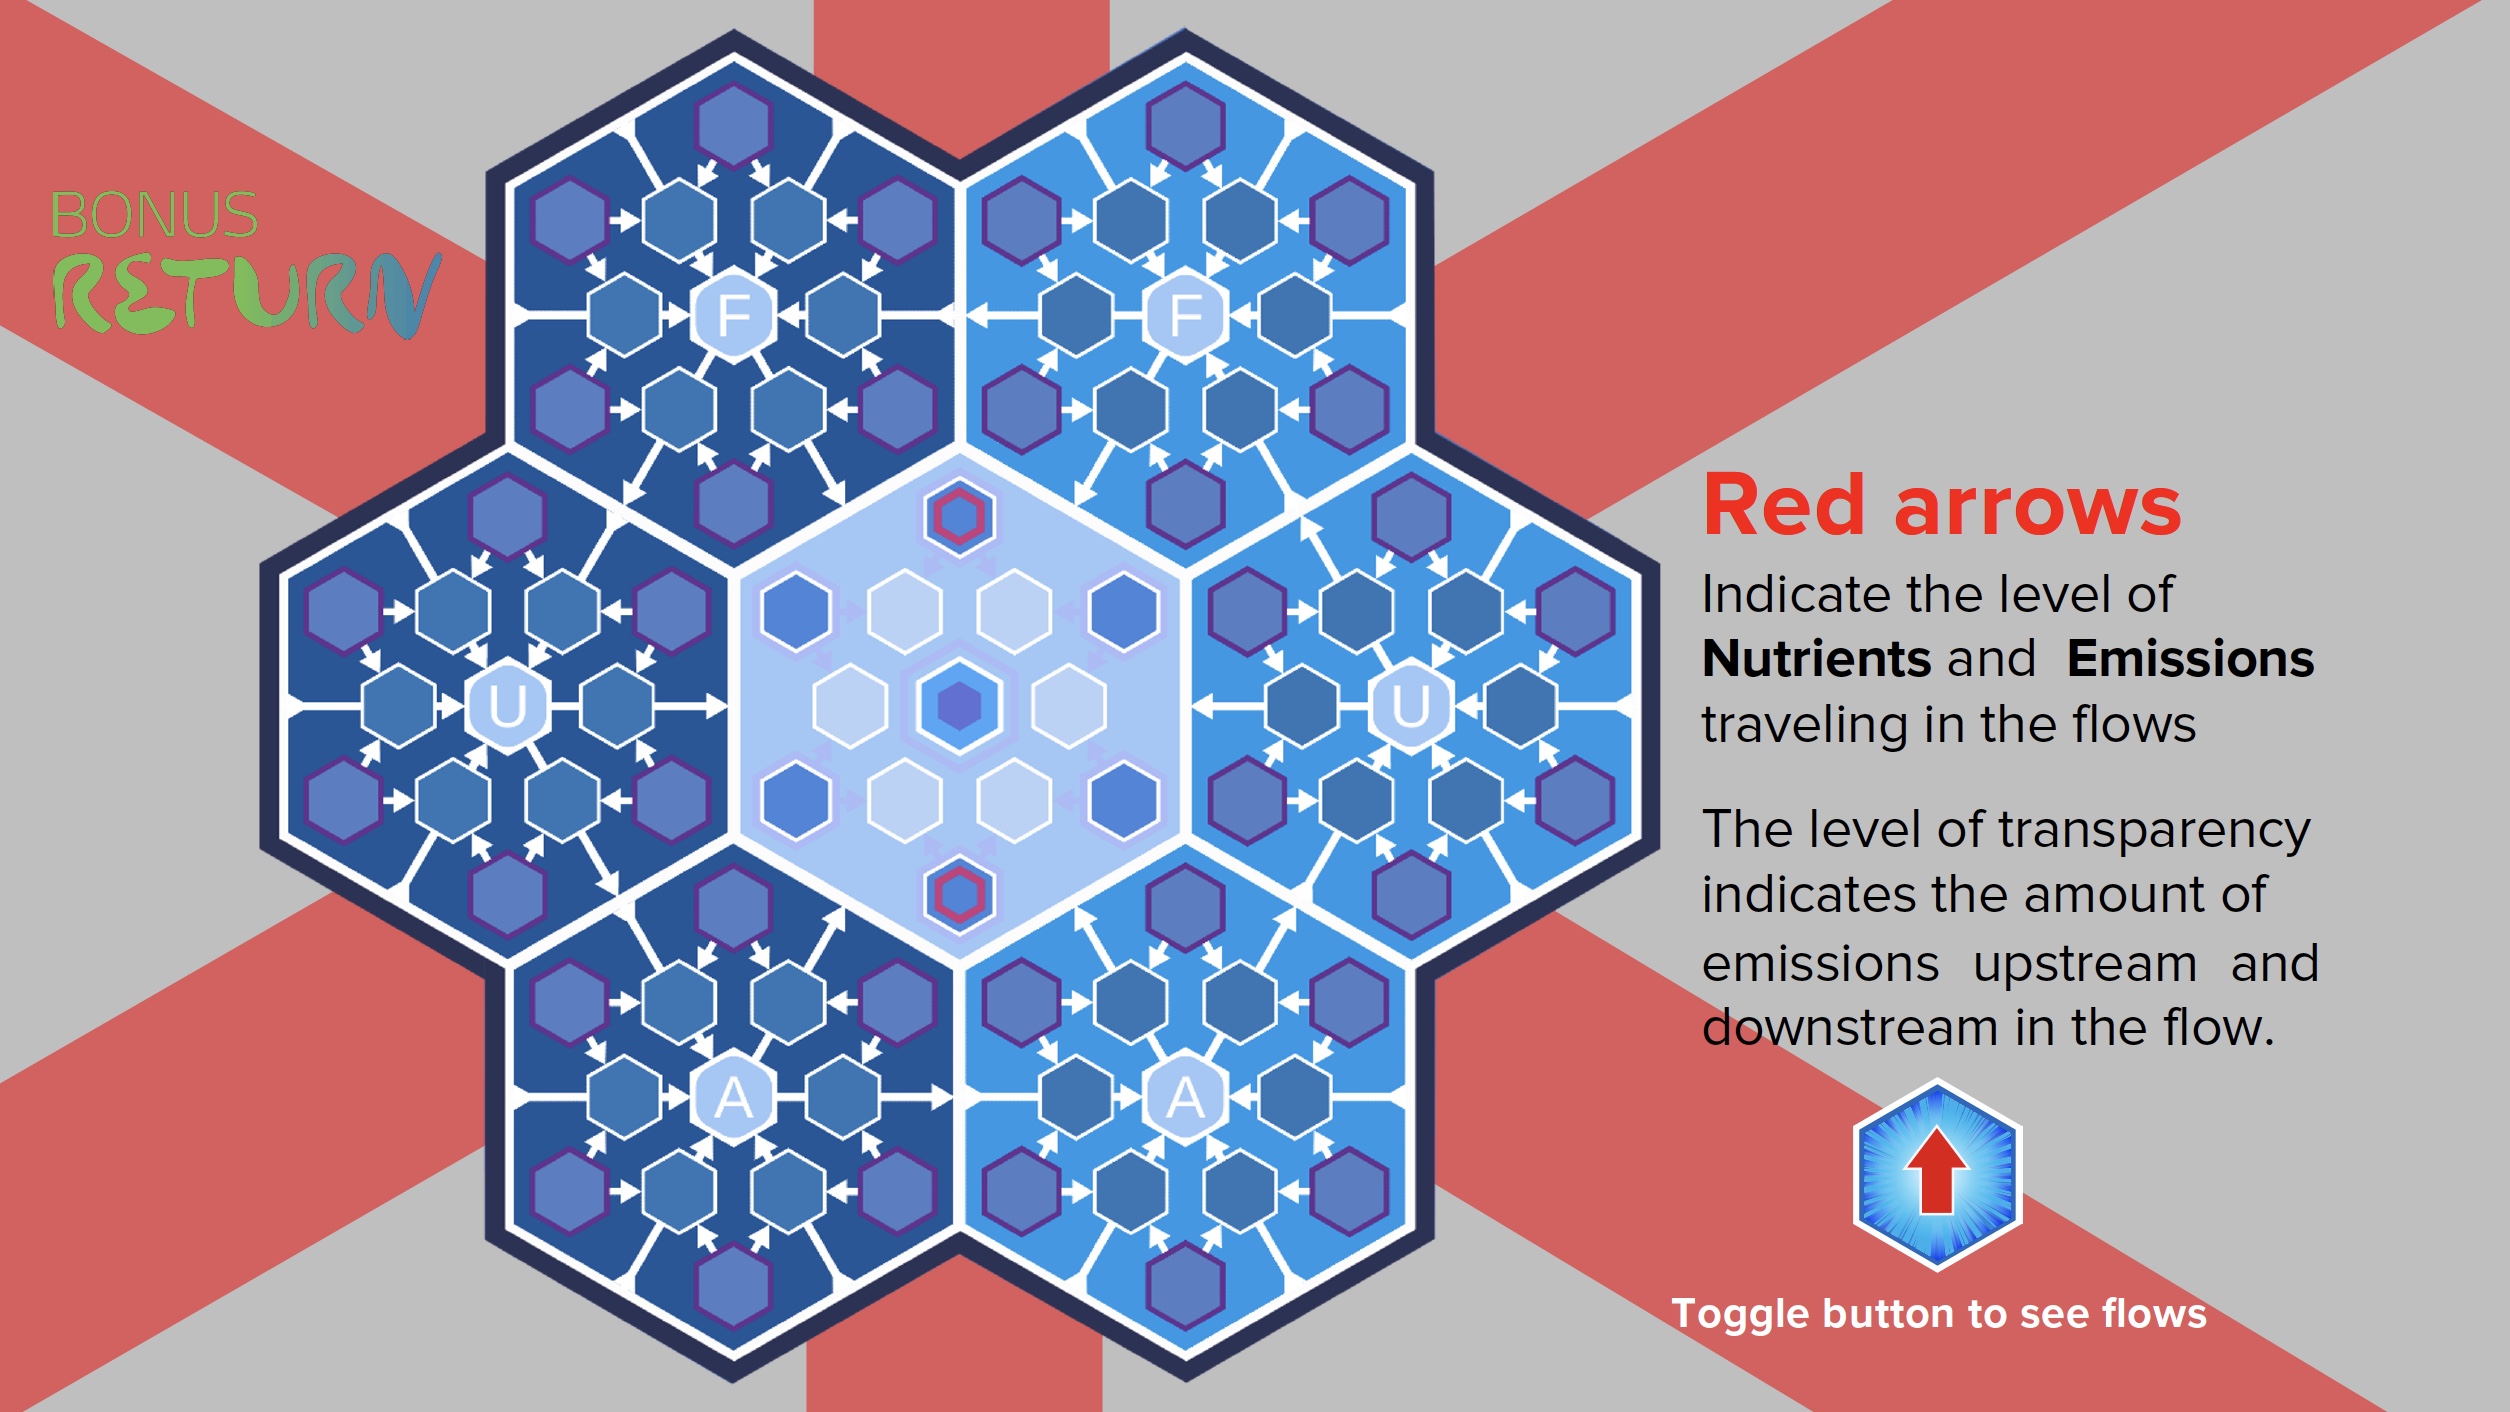 BONUS
RETURN
F
F
U
U
A
A
Red arrows
Indicate the level of
Nutrients and Emissions
traveling in the flows
The level of transparency
indicates the amount of
emissions upstream and
downstream in the flow.
Toggle button to see flows